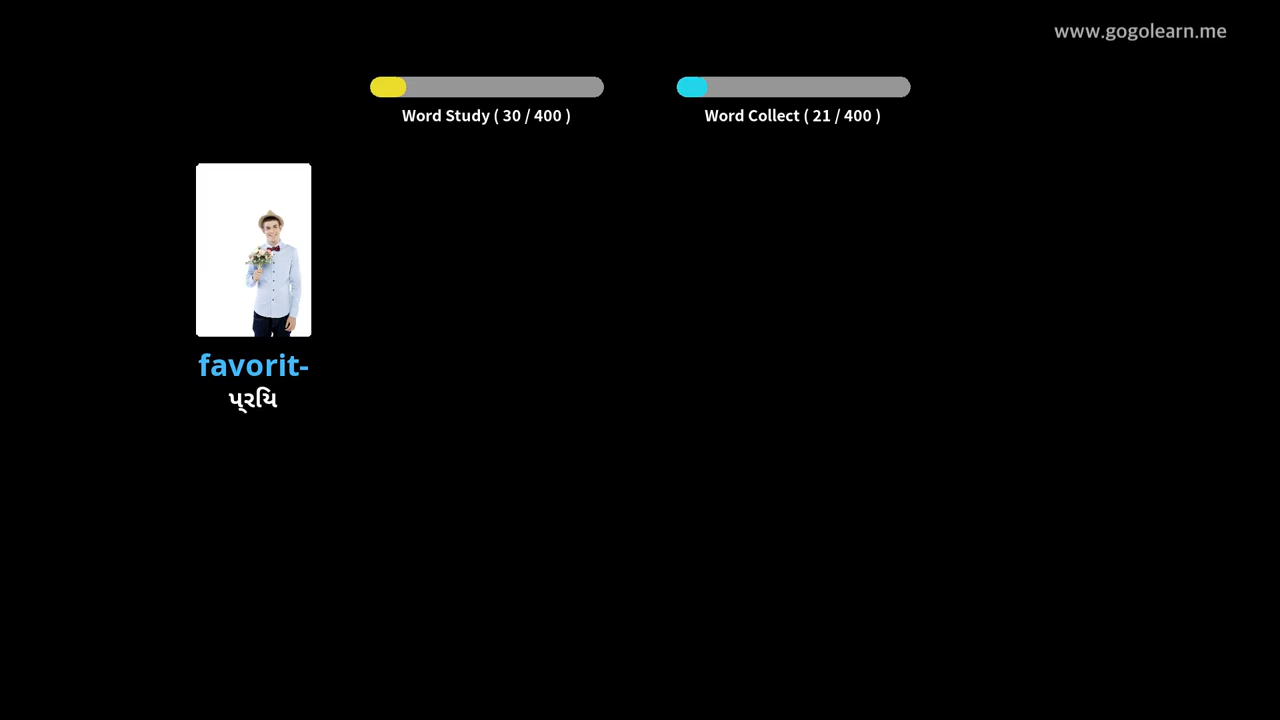 www.gogolearn.me
Word Study ( 30 / 400 )
Word Collect ( 21 / 400 )
favorit-
પ્રિય